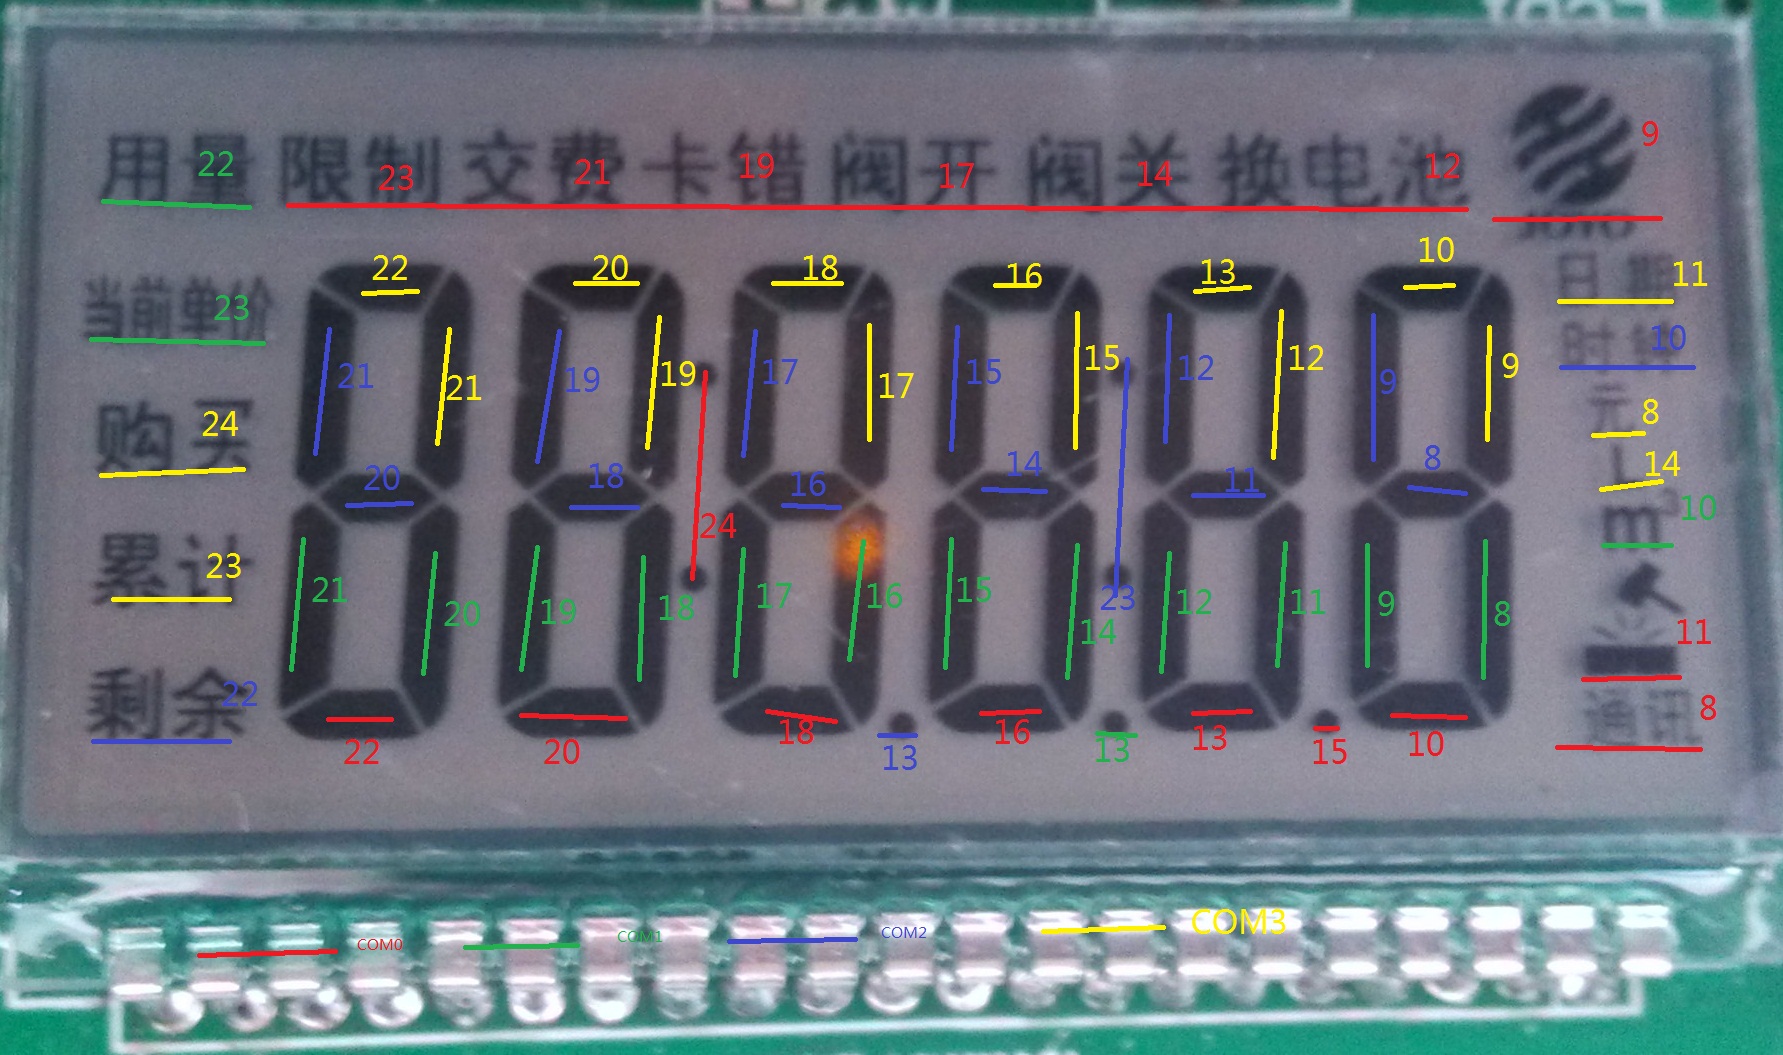 用量 限制 交费 卡错 阀开 阀关 换电池
22 23 21 19 17 14 12 9
22 20 18 16 13 10
当前单价 23
日期 11
21 21 19 19 17 17 15 15 12 12 9 9
时钟 10
购买 24
元 8
20 18 16 14 11 8
L 14
24
m³ 10
累计 23
21 20 19 18 17 16 15 14 23 12 11 9 8
11
剩余 22
通讯 8
22 20 18 13 16 13 13 15 10
COM0 COM1 COM2 COM3